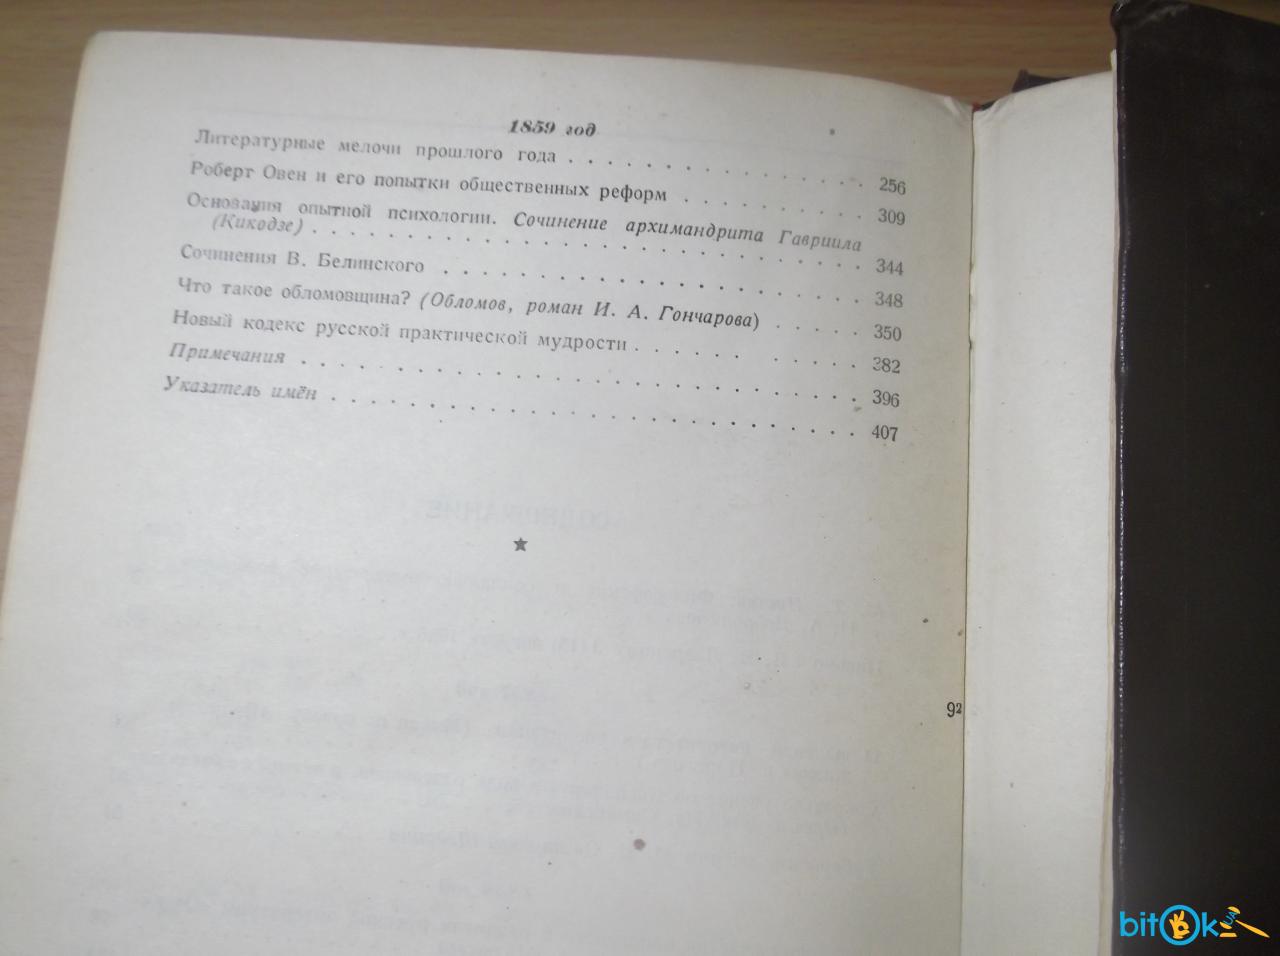 1859 год
Литературные мелочи прошлого года . . . . . . . . . . . . . . . . 256
Роберт Овен и его попытки общественных реформ . . . . . . . . . . 309
Основания опытной психологии. Сочинение архимандрита Гавриила
(Кикодзе) . . . . . . . . . . . . . . . . . . . . . . . . 344
Сочинения В. Белинского . . . . . . . . . . . . . . . . . . 348
Что такое обломовщина? (Обломов, роман И. А. Гончарова) . . . . . 350
Новый кодекс русской практической мудрости . . . . . . . . . . . 382
Примечания . . . . . . . . . . . . . . . . . . . . . . . . 396
Указатель имён . . . . . . . . . . . . . . . . . . . . . . 407
92
bitOk UA